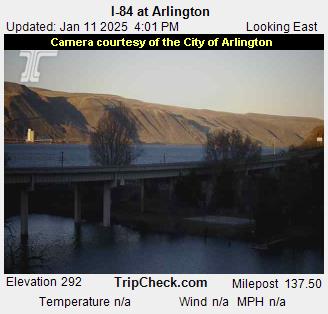 I-84 at Arlington
Updated: Jan 11 2025 4:01 PM Looking East
Camera courtesy of the City of Arlington
Elevation 292 TripCheck.com Milepost 137.50
Temperature n/a Wind n/a MPH n/a